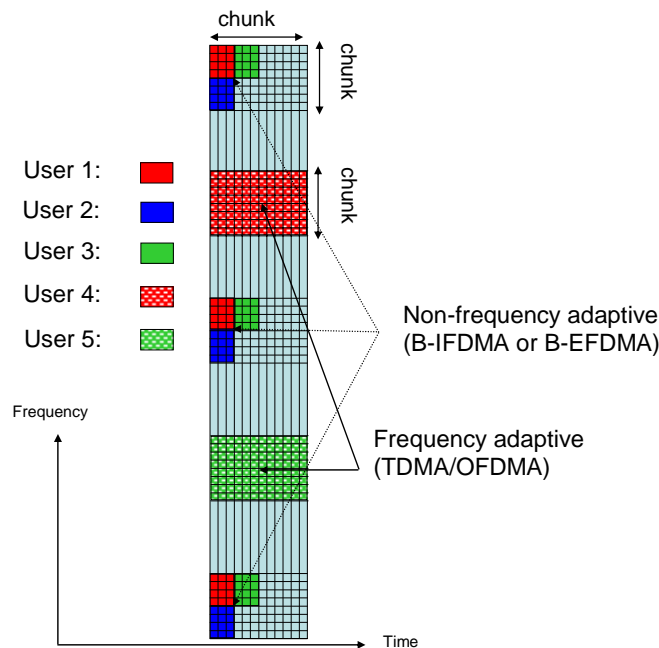 chunk
chunk
chunk
User 1:
User 2:
User 3:
User 4:
User 5:
Non-frequency adaptive
(B-IFDMA or B-EFDMA)
Frequency adaptive
(TDMA/OFDMA)
Frequency
Time